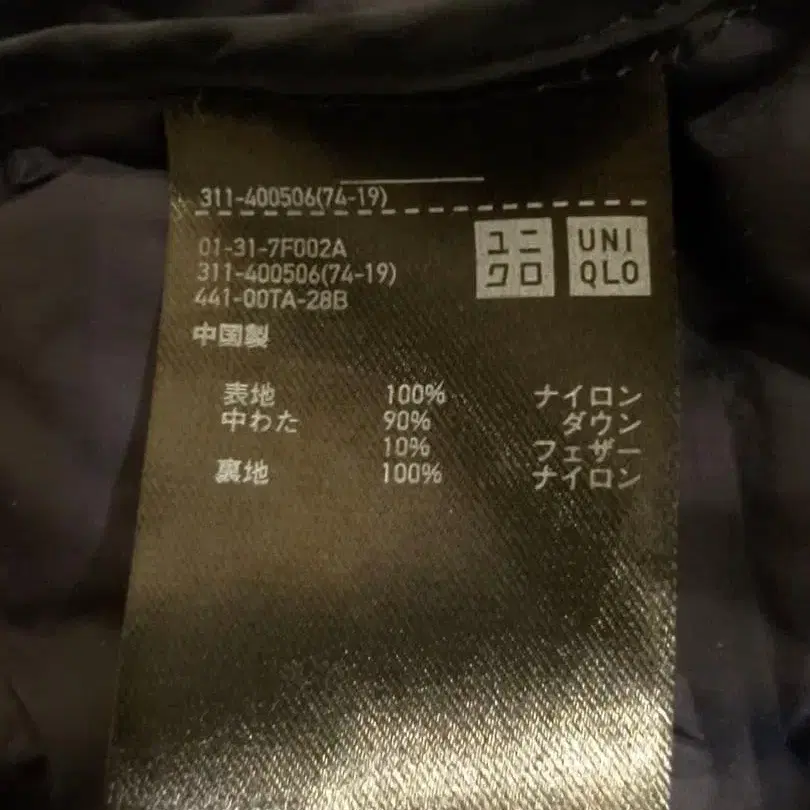 311-400506(74-19)
01-31-7F002A
311-400506(74-19)
441-00TA-28B
ユニ
クロ
UNI
QLO
中国製
表地 100% ナイロン
中わた 90% ダウン
10% フェザー
裏地 100% ナイロン